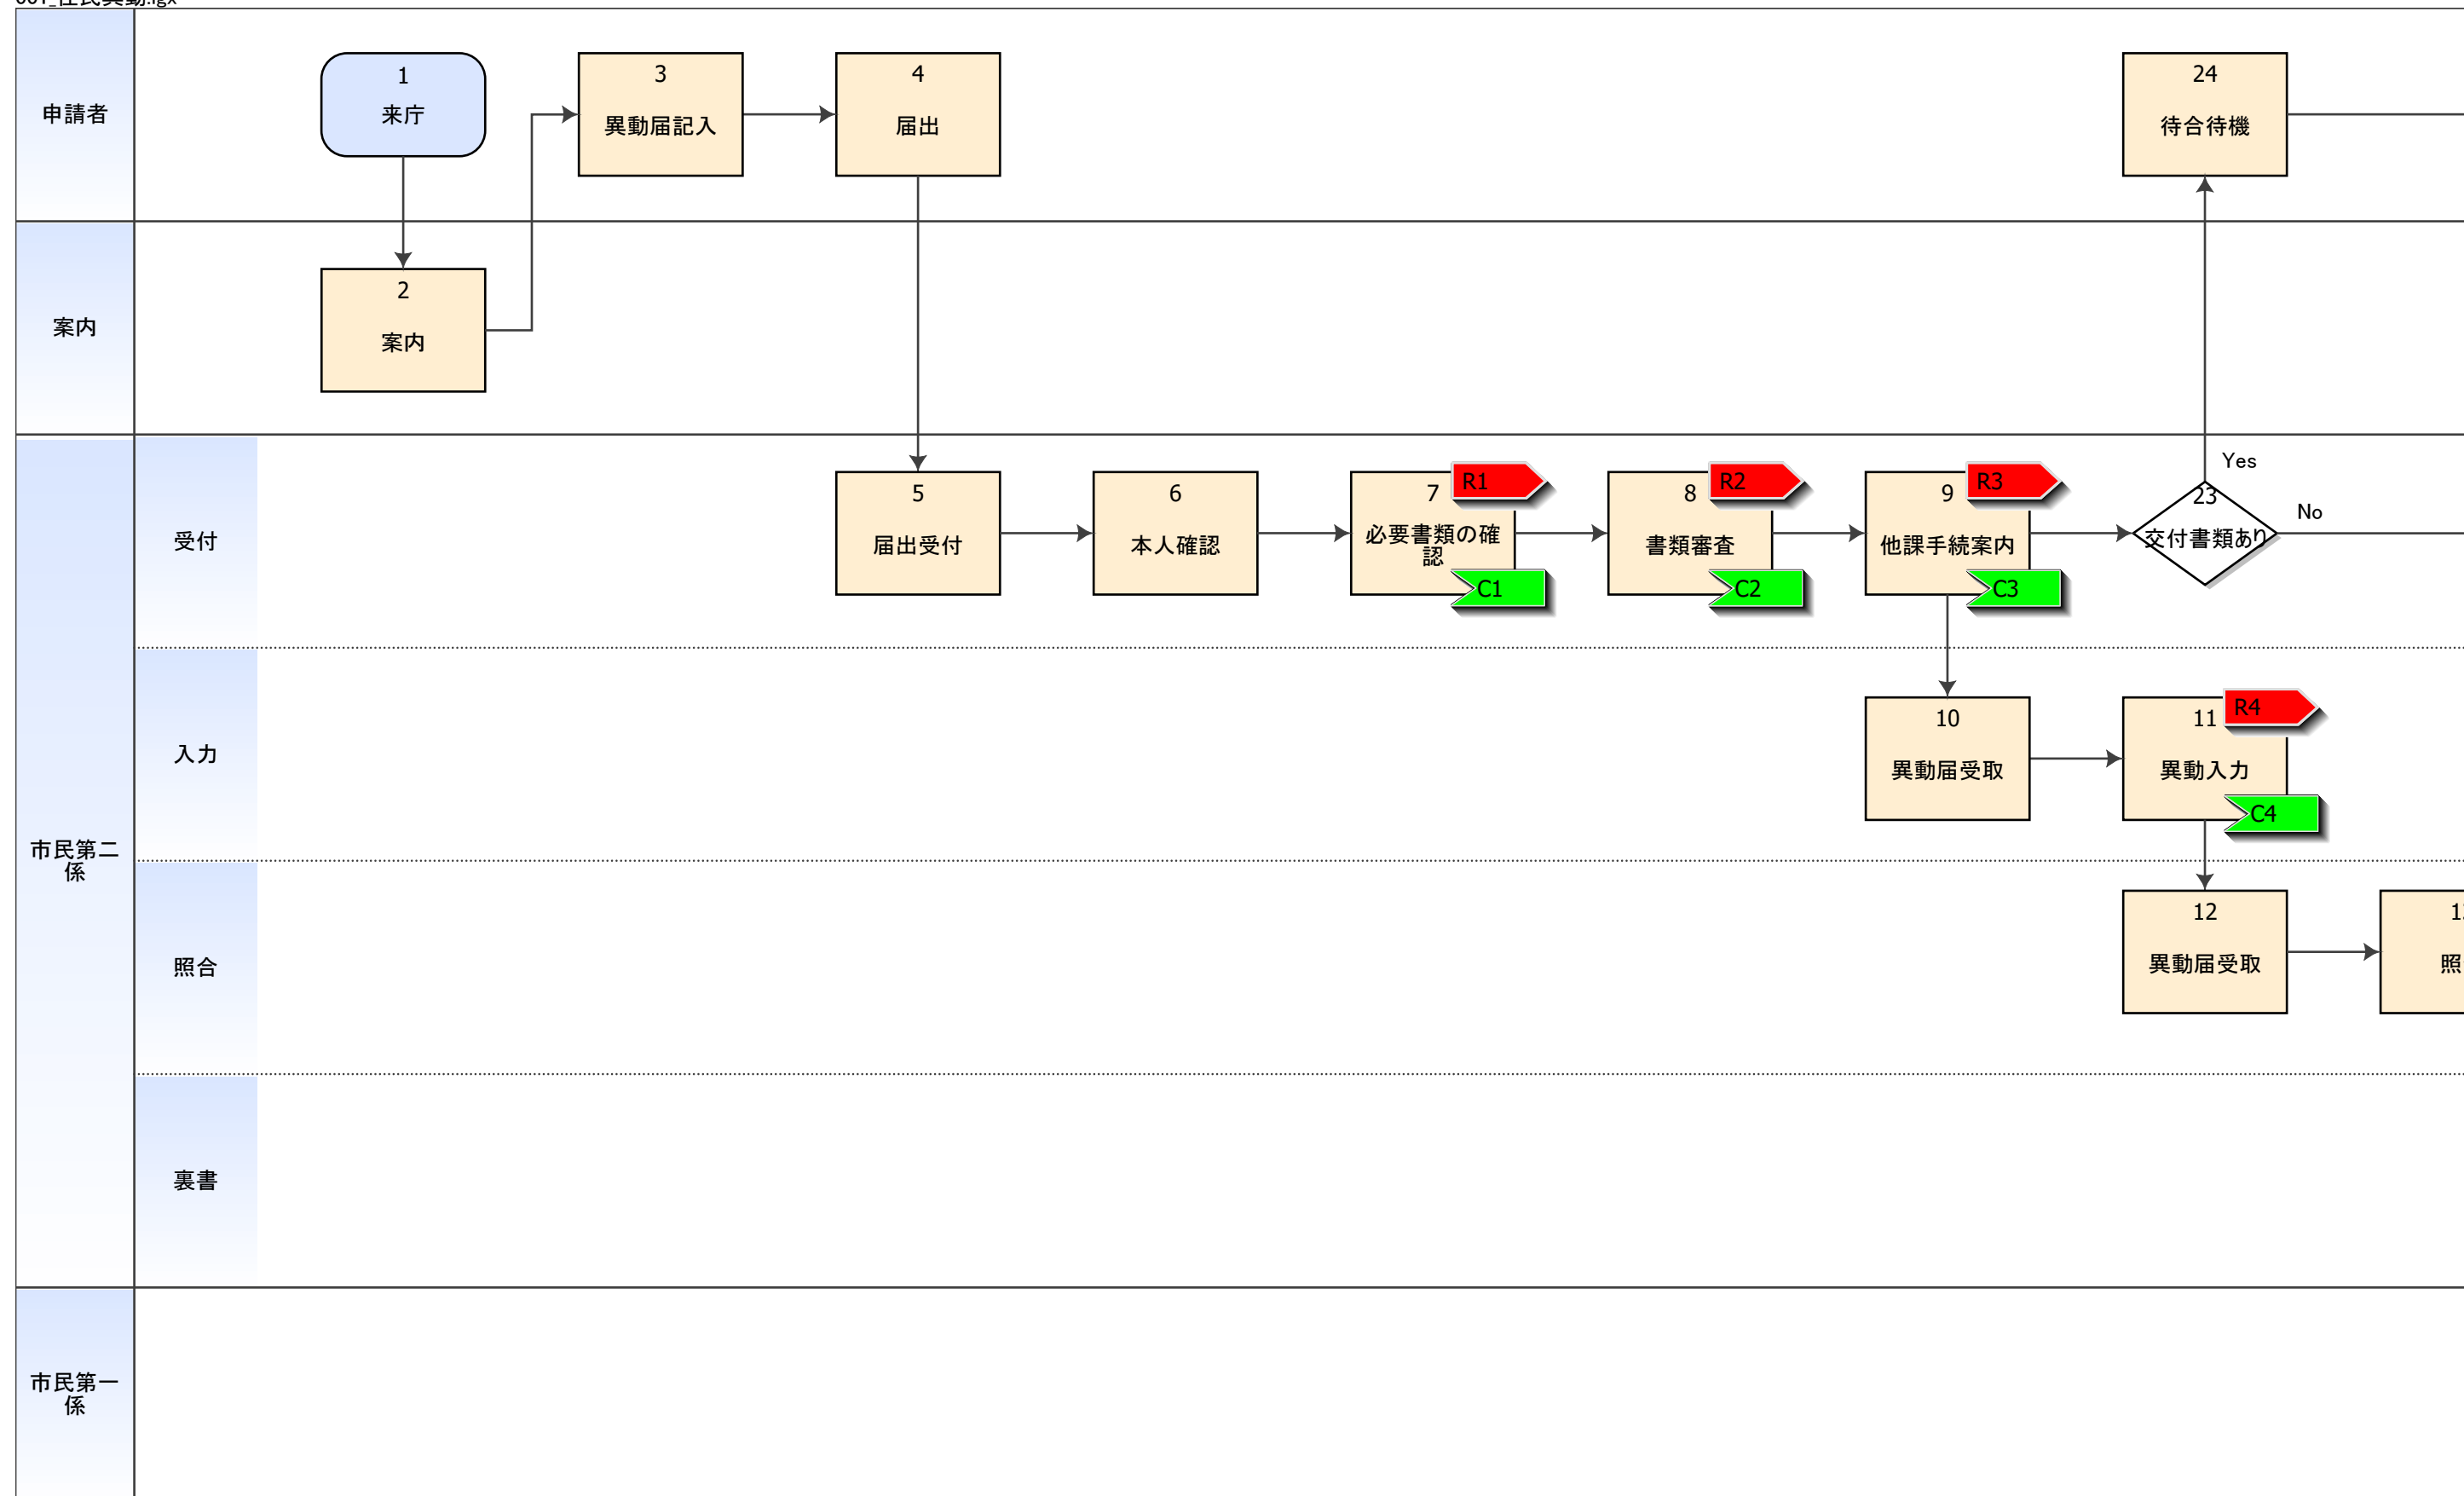 申請者
1
来庁
3
異動届記入
4
届出
24
待合待機
案内
2
案内
市民第二
係
受付
5
届出受付
6
本人確認
7
必要書類の確
認
R1
C1
8
書類審査
R2
C2
9
他課手続案内
R3
C3
23
交付書類あり
Yes
No
入力
10
異動届受取
11
異動入力
R4
C4
照合
12
異動届受取
照
裏書
市民第一
係